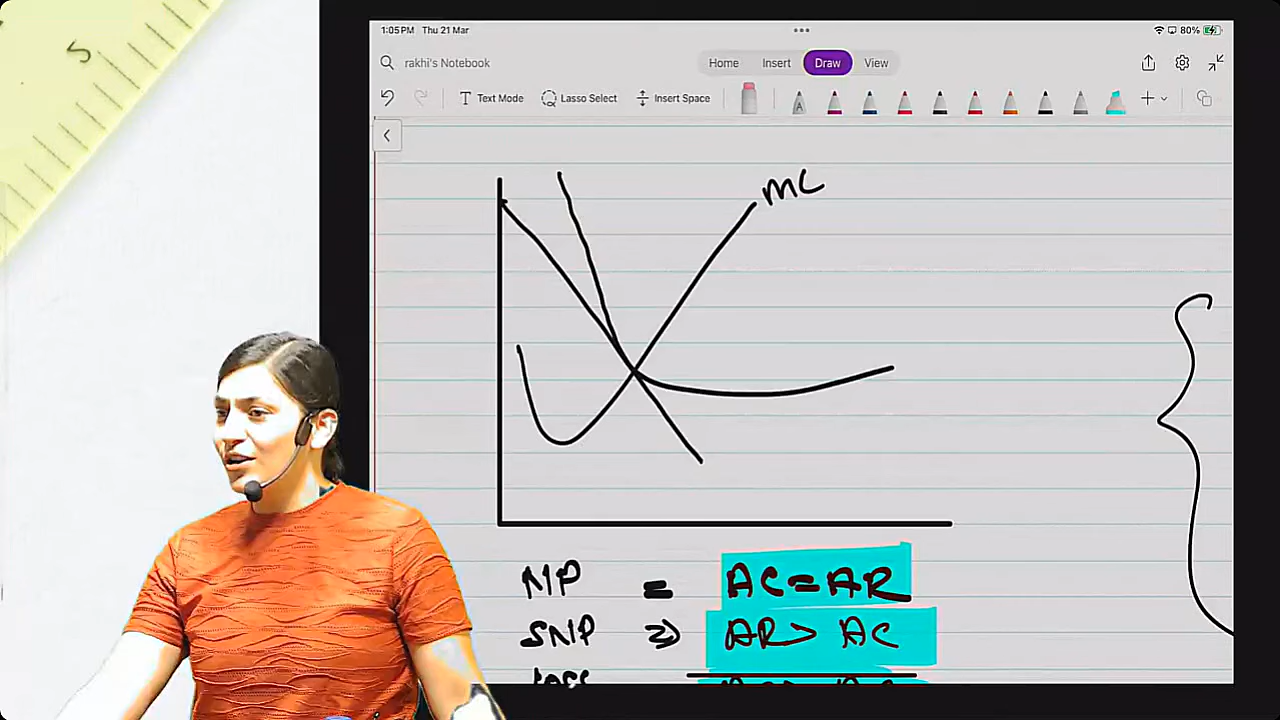 5
1:05 PM Thu 21 Mar
80%
rakhi's Notebook
Home Insert Draw View
Text Mode Lasso Select Insert Space
A
mc
NP = AC = AR
SNP => AR > AC